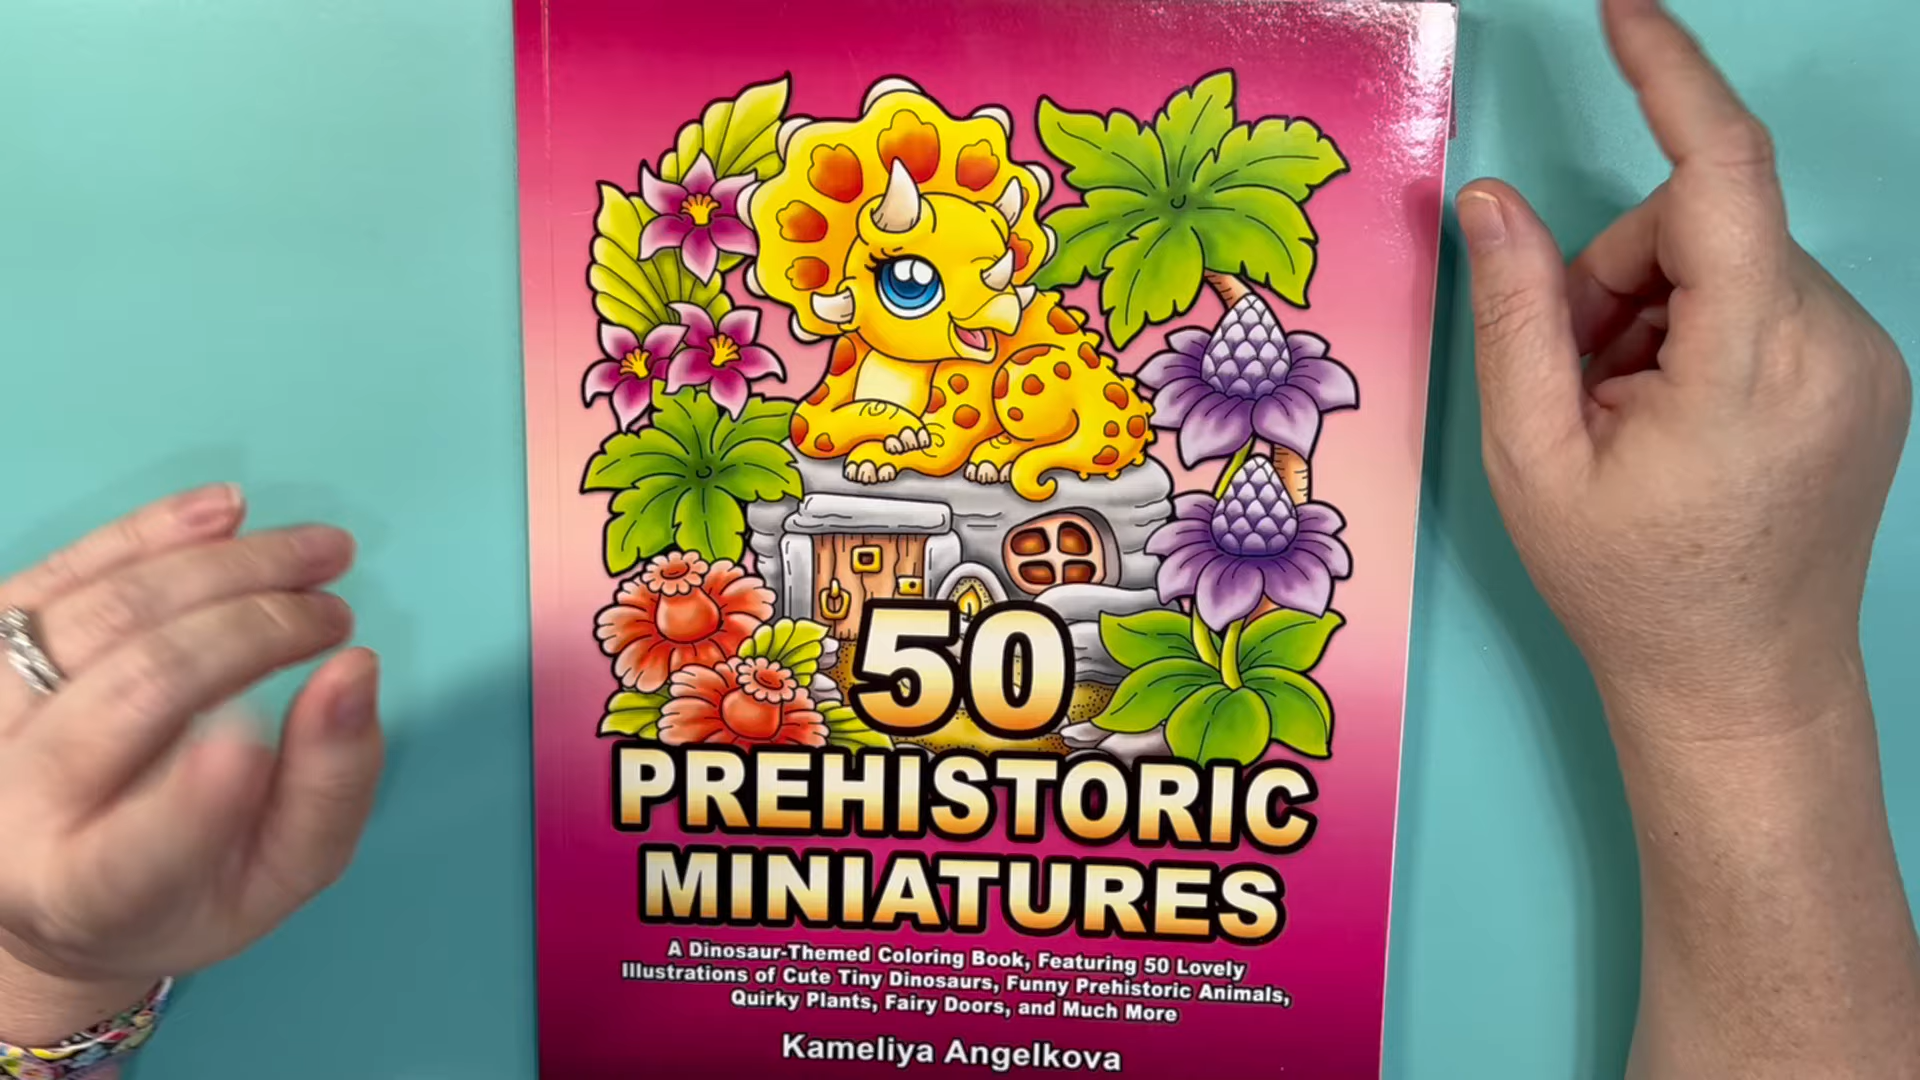 50
PREHISTORIC
MINIATURES
A Dinosaur-Themed Coloring Book, Featuring 50 Lovely
Illustrations of Cute Tiny Dinosaurs, Funny Prehistoric Animals,
Quirky Plants, Fairy Doors, and Much More
Kameliya Angelkova